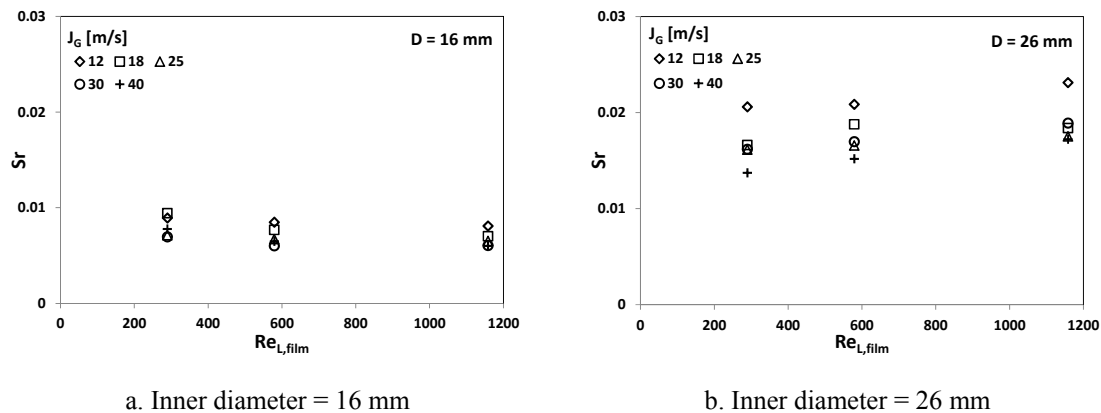 0.03
J_G [m/s]
D = 16 mm
◇12 □18 △25
○30 +40
0.02
Sr
0.01
0
0 200 400 600 800 1000 1200
Re_L,film
a. Inner diameter = 16 mm
0.03
J_G [m/s]
D = 26 mm
◇12 □18 △25
○30 +40
0.02
Sr
0.01
0
0 200 400 600 800 1000 1200
Re_L,film
b. Inner diameter = 26 mm